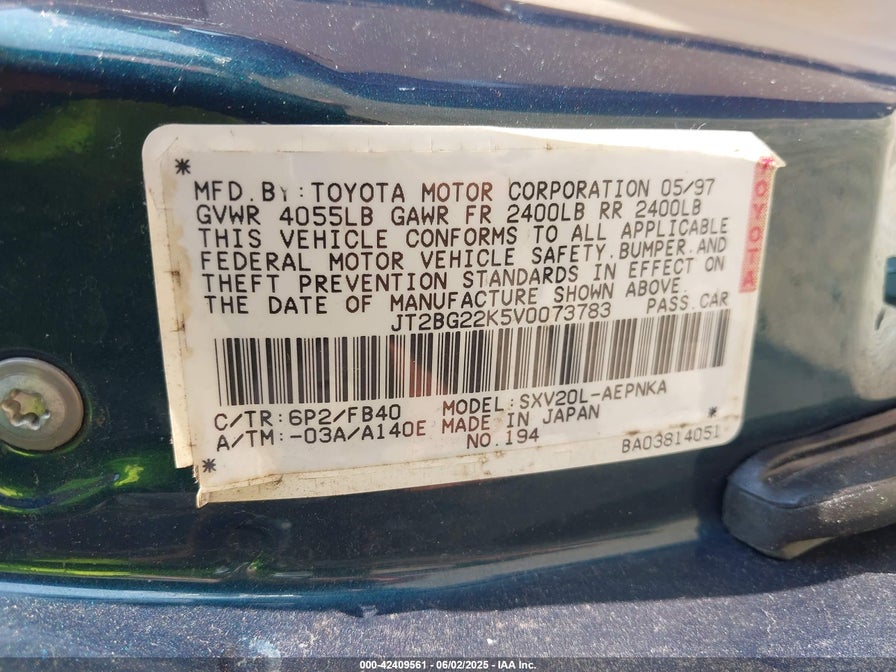 *
MFD. BY: TOYOTA MOTOR CORPORATION 05/97
GVWR 4055LB GAWR FR 2400LB RR 2400LB
THIS VEHICLE CONFORMS TO ALL APPLICABLE
FEDERAL MOTOR VEHICLE SAFETY, BUMPER, AND
THEFT PREVENTION STANDARDS IN EFFECT ON
THE DATE OF MANUFACTURE SHOWN ABOVE.
JT2BG22K5V0073783 PASS. CAR
TOYOTA
C/TR: 6P2/FB40 MODEL: SXV20L-AEPNKA
A/TM: -03A/A140E MADE IN JAPAN *
* NO. 194 BA03814051
000-42409561 | 06/02/2025 | IAA Inc.